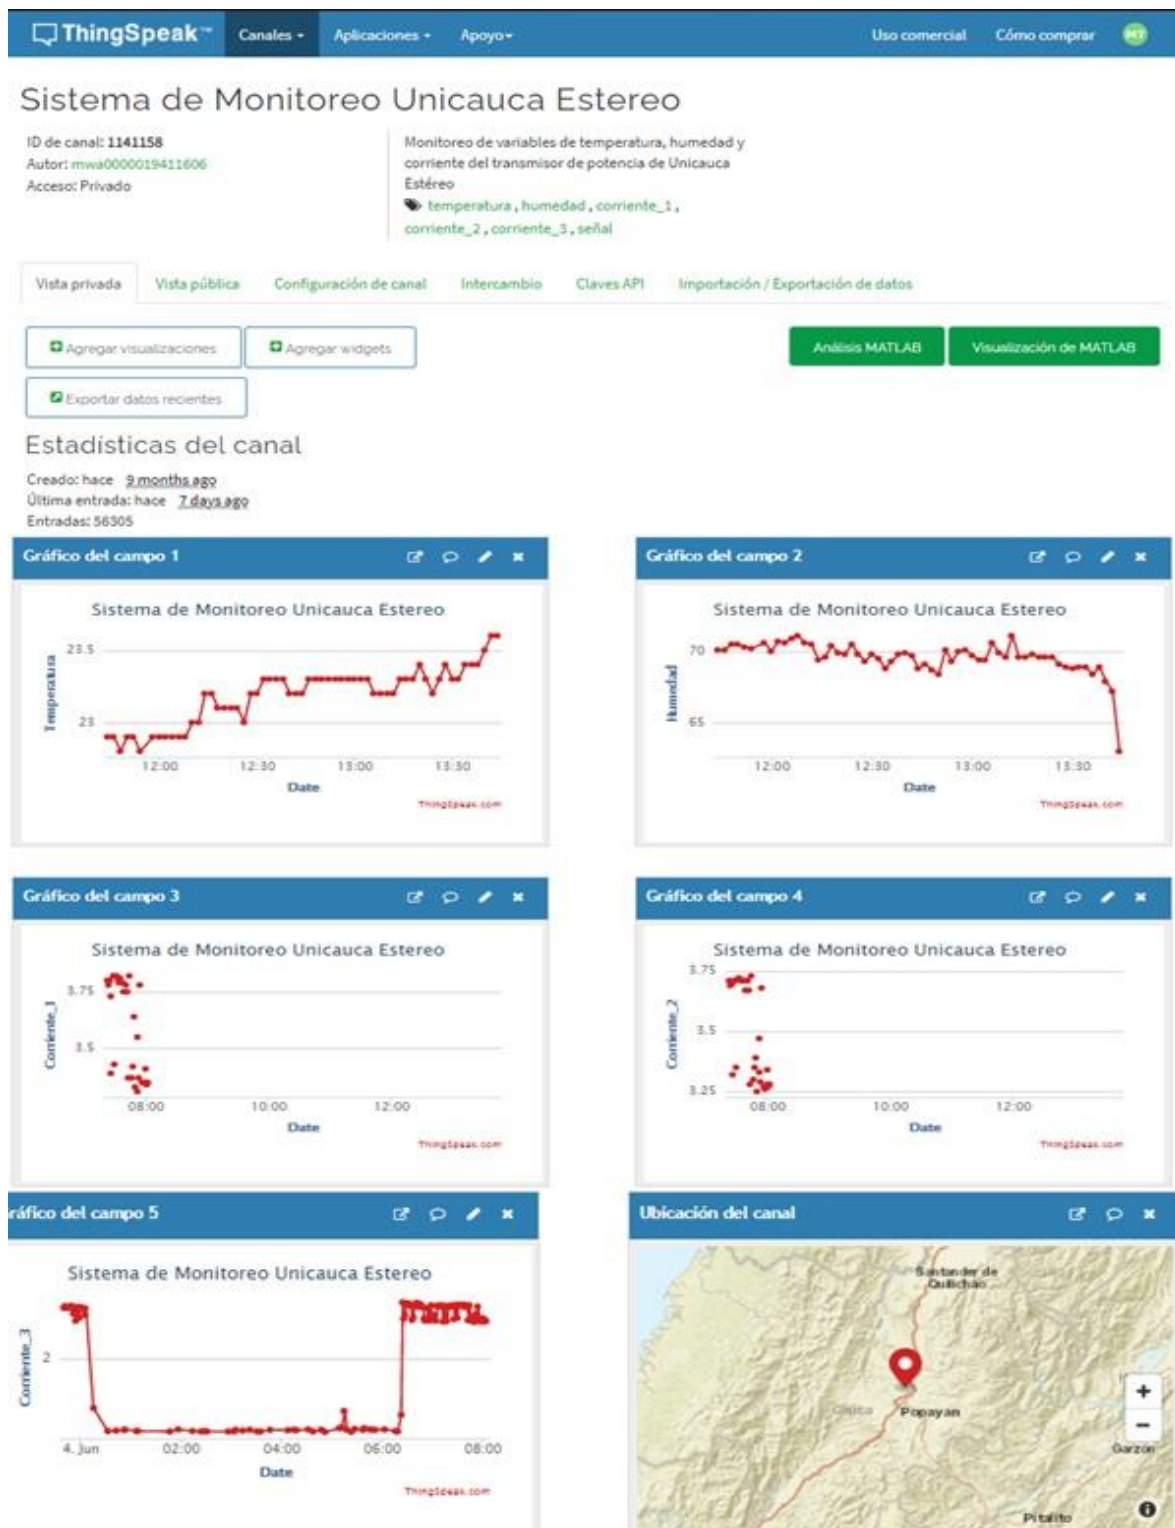 ThingSpeak™ Canales Aplicaciones Apoyo Uso comercial Cómo comprar MT
Sistema de Monitoreo Unicauca Estereo
ID de canal: 1141158
Autor: mwa0000019411606
Acceso: Privado
Monitoreo de variables de temperatura, humedad y
corriente del transmisor de potencia de Unicauca
Estéreo
temperatura , humedad , corriente_1 ,
corriente_2 , corriente_3 , señal
Vista privada Vista pública Configuración de canal Intercambio Claves API Importación / Exportación de datos
Agregar visualizaciones Agregar widgets Análisis MATLAB Visualización de MATLAB
Exportar datos recientes
Estadísticas del canal
Creado: hace 9 months ago
Última entrada: hace 7 days ago
Entradas: 56305
Gráfico del campo 1
Sistema de Monitoreo Unicauca Estereo
Temperatura
23.5
23
12:00 12:30 13:00 13:30
Date
ThingSpeak.com
Gráfico del campo 2
Sistema de Monitoreo Unicauca Estereo
Humedad
70
65
12:00 12:30 13:00 13:30
Date
ThingSpeak.com
Gráfico del campo 3
Sistema de Monitoreo Unicauca Estereo
Corriente_1
3.75
3.5
08:00 10:00 12:00
Date
ThingSpeak.com
Gráfico del campo 4
Sistema de Monitoreo Unicauca Estereo
Corriente_2
3.75
3.5
3.25
08:00 10:00 12:00
Date
ThingSpeak.com
ráfico del campo 5
Sistema de Monitoreo Unicauca Estereo
Corriente_3
2
4. Jun 02:00 04:00 06:00 08:00
Date
ThingSpeak.com
Ubicación del canal
Santander de
Quilichao
Popayan
Garzón
Pitalito
+
−